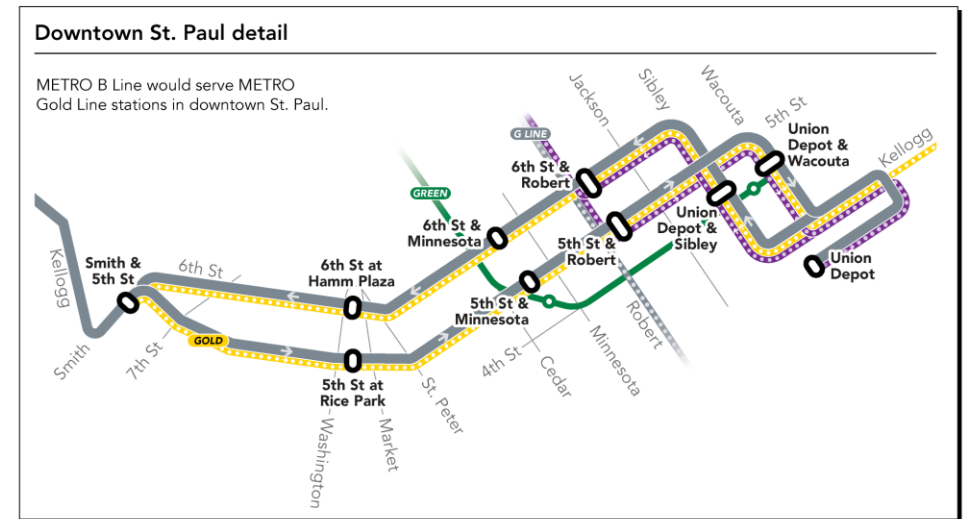 Downtown St. Paul detail
METRO B Line would serve METRO
Gold Line stations in downtown St. Paul.
Jackson
Sibley
Wacouta
5th St
G LINE
Union
Depot &
Wacouta
Kellogg
6th St &
Robert
GREEN
6th St &
Minnesota
5th St &
Robert
Union
Depot &
Sibley
Union
Depot
Kellogg
Smith &
5th St
6th St
6th St at
Hamm Plaza
5th St &
Minnesota
GOLD
Smith
7th St
5th St at
Rice Park
St. Peter
4th St
Cedar
Minnesota
Robert
Washington
Market